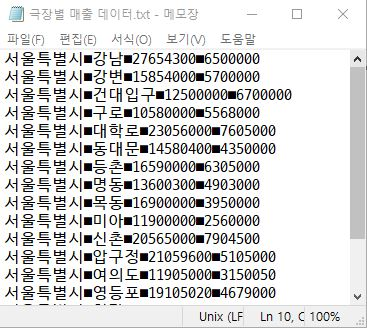 극장별 매출 데이터.txt - 메모장
파일(F) 편집(E) 서식(O) 보기(V) 도움말
서울특별시■강남■27654300■6500000
서울특별시■강변■15854000■5700000
서울특별시■건대입구■12500000■6700000
서울특별시■구로■10580000■5568000
서울특별시■대학로■23056000■7605000
서울특별시■동대문■14580400■4350000
서울특별시■등촌■16590000■6305000
서울특별시■명동■13600300■4903000
서울특별시■목동■16900000■3950000
서울특별시■미아■11900000■2560000
서울특별시■신촌■20565000■7904500
서울특별시■압구정■21059600■5105000
서울특별시■여의도■11905000■3150050
서울특별시■영등포■19105020■4679000
Unix (LF Ln 10, C 100%